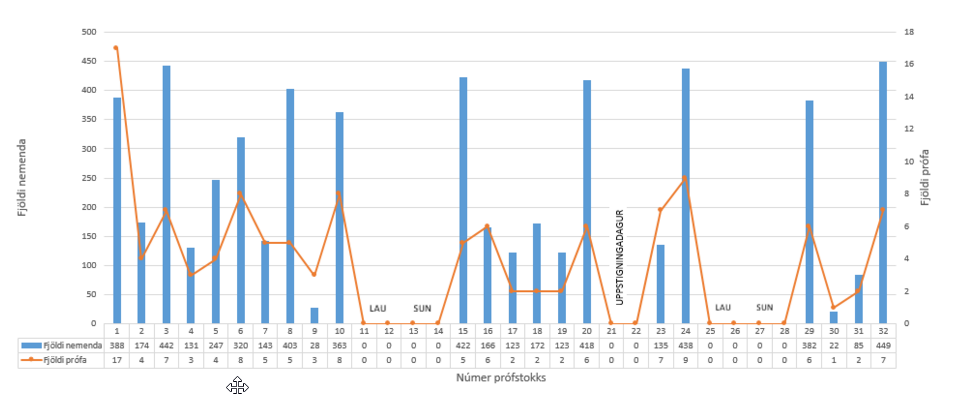 500
450
400
350
300
250
200
150
100
50
0
18
16
14
12
10
8
6
4
2
0
Fjöldi nemenda
Fjöldi prófa
LAU
SUN
UPPSTIGNINGADAGUR
LAU
SUN
1 2 3 4 5 6 7 8 9 10 11 12 13 14 15 16 17 18 19 20 21 22 23 24 25 26 27 28 29 30 31 32
Fjöldi nemenda 388 174 442 131 247 320 143 403 28 363 0 0 0 0 422 166 123 172 123 418 0 0 135 438 0 0 0 0 382 22 85 449
Fjöldi prófa 17 4 7 3 4 8 5 5 3 8 0 0 0 0 5 6 2 2 2 6 0 0 7 9 0 0 0 0 6 1 2 7
Númer prófstokks